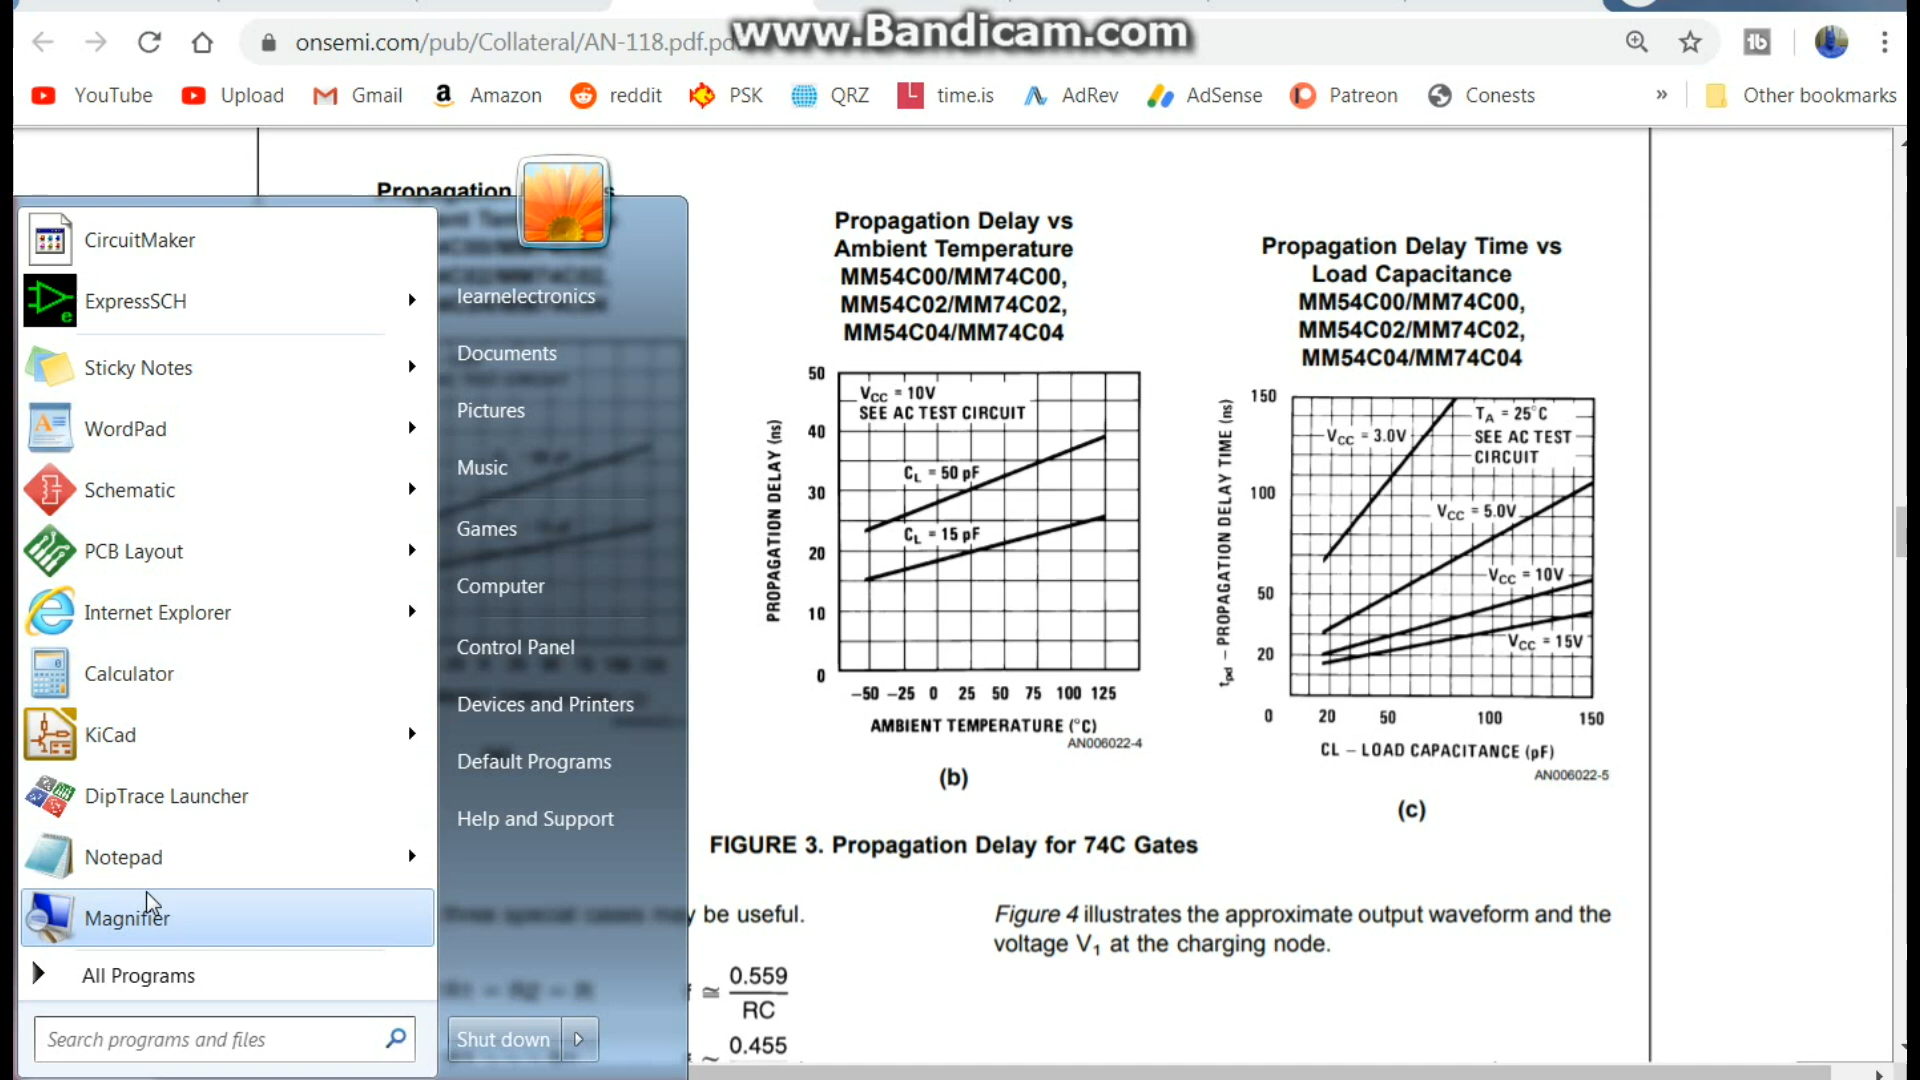 www.Bandicam.com
onsemi.com/pub/Collateral/AN-118.pdf.pd
YouTube Upload Gmail Amazon reddit PSK QRZ time.is AdRev AdSense Patreon Conests » Other bookmarks
CircuitMaker
ExpressSCH
Sticky Notes
WordPad
Schematic
PCB Layout
Internet Explorer
Calculator
KiCad
DipTrace Launcher
Notepad
Magnifier
All Programs
Search programs and files
learnelectronics
Documents
Pictures
Music
Games
Computer
Control Panel
Devices and Printers
Default Programs
Help and Support
Shut down
Propagation
Propagation Delay vs
Ambient Temperature
MM54C00/MM74C00,
MM54C02/MM74C02,
MM54C04/MM74C04
PROPAGATION DELAY (ns)
50
40
30
20
10
0
VCC = 10V
SEE AC TEST CIRCUIT
CL = 50 pF
CL = 15 pF
−50 −25 0 25 50 75 100 125
AMBIENT TEMPERATURE (°C)
AN006022-4
(b)
Propagation Delay Time vs
Load Capacitance
MM54C00/MM74C00,
MM54C02/MM74C02,
MM54C04/MM74C04
tpd – PROPAGATION DELAY TIME (ns)
150
100
50
20
0
TA = 25°C
SEE AC TEST
CIRCUIT
VCC = 3.0V
VCC = 5.0V
VCC = 10V
VCC = 15V
20 50 100 150
CL – LOAD CAPACITANCE (pF)
AN006022-5
(c)
FIGURE 3. Propagation Delay for 74C Gates
three special cases may be useful.
R1 = R2 = R f ≅ 0.559
RC
0.455
Figure 4 illustrates the approximate output waveform and the
voltage V1 at the charging node.